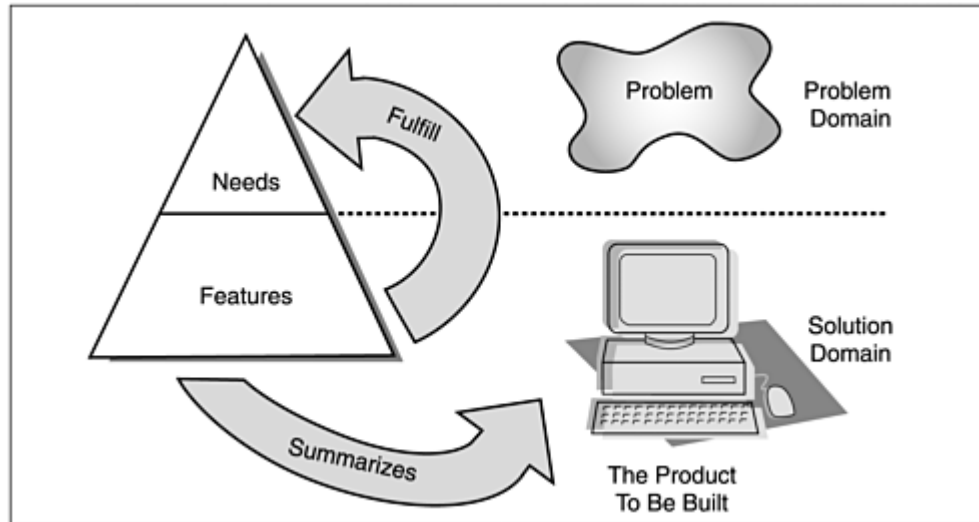 Fulfill
Problem
Problem
Domain
Needs
Features
Solution
Domain
Summarizes
The Product
To Be Built